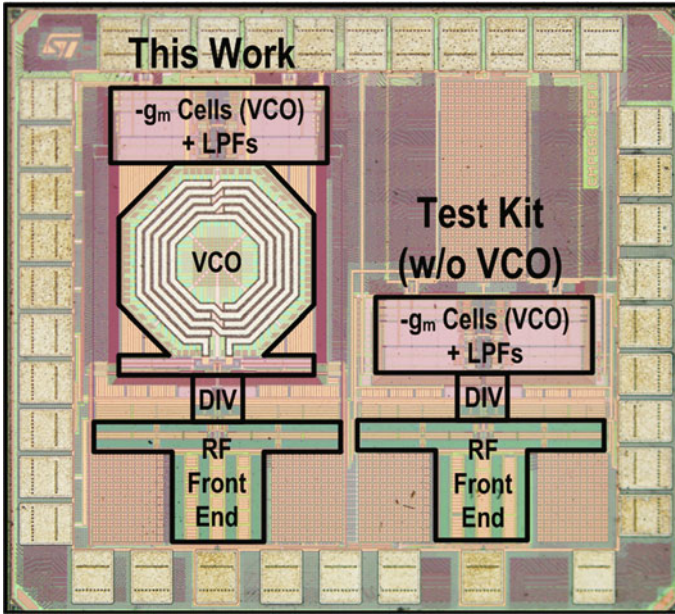 ST
This Work
-gm Cells (VCO)
+ LPFs
VCO
DIV
RF
Front
End
Test Kit
(w/o VCO)
-gm Cells (VCO)
+ LPFs
DIV
RF
Front
End